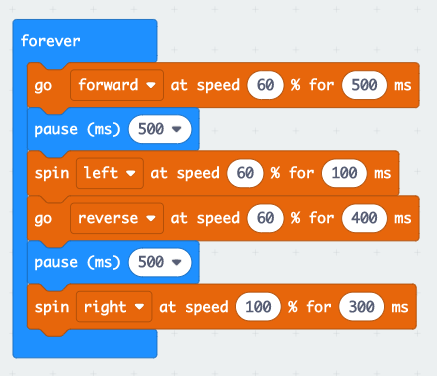 forever
go forward at speed 60 % for 500 ms
pause (ms) 500
spin left at speed 60 % for 100 ms
go reverse at speed 60 % for 400 ms
pause (ms) 500
spin right at speed 100 % for 300 ms